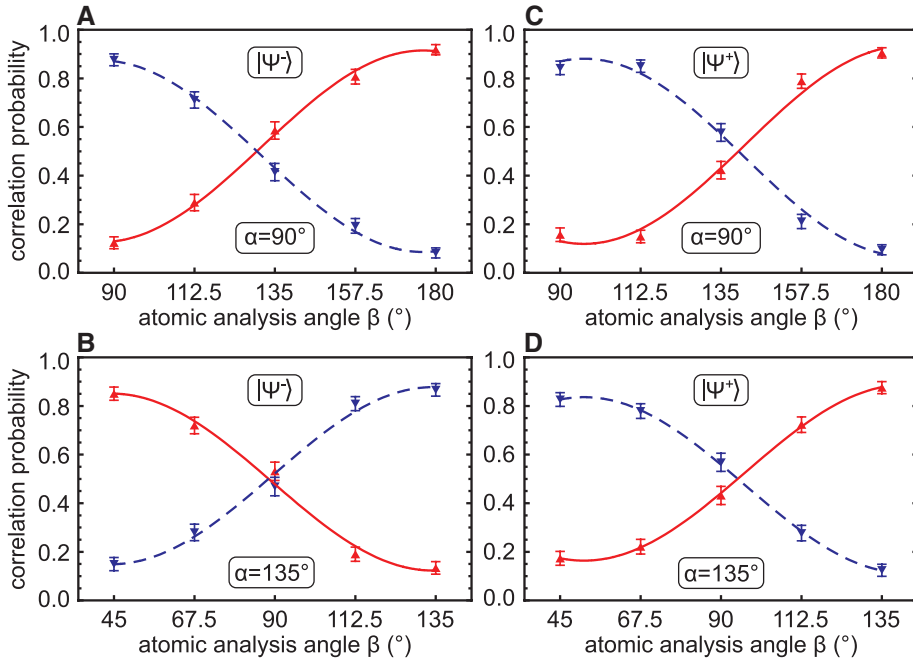 A
correlation probability
1.0
0.8
0.6
0.4
0.2
0.0
|Ψ⁻⟩
α=90°
90 112.5 135 157.5 180
atomic analysis angle β (°)
C
1.0
0.8
0.6
0.4
0.2
0.0
|Ψ⁺⟩
α=90°
90 112.5 135 157.5 180
atomic analysis angle β (°)
B
correlation probability
1.0
0.8
0.6
0.4
0.2
0.0
|Ψ⁻⟩
α=135°
45 67.5 90 112.5 135
atomic analysis angle β (°)
D
1.0
0.8
0.6
0.4
0.2
0.0
|Ψ⁺⟩
α=135°
45 67.5 90 112.5 135
atomic analysis angle β (°)